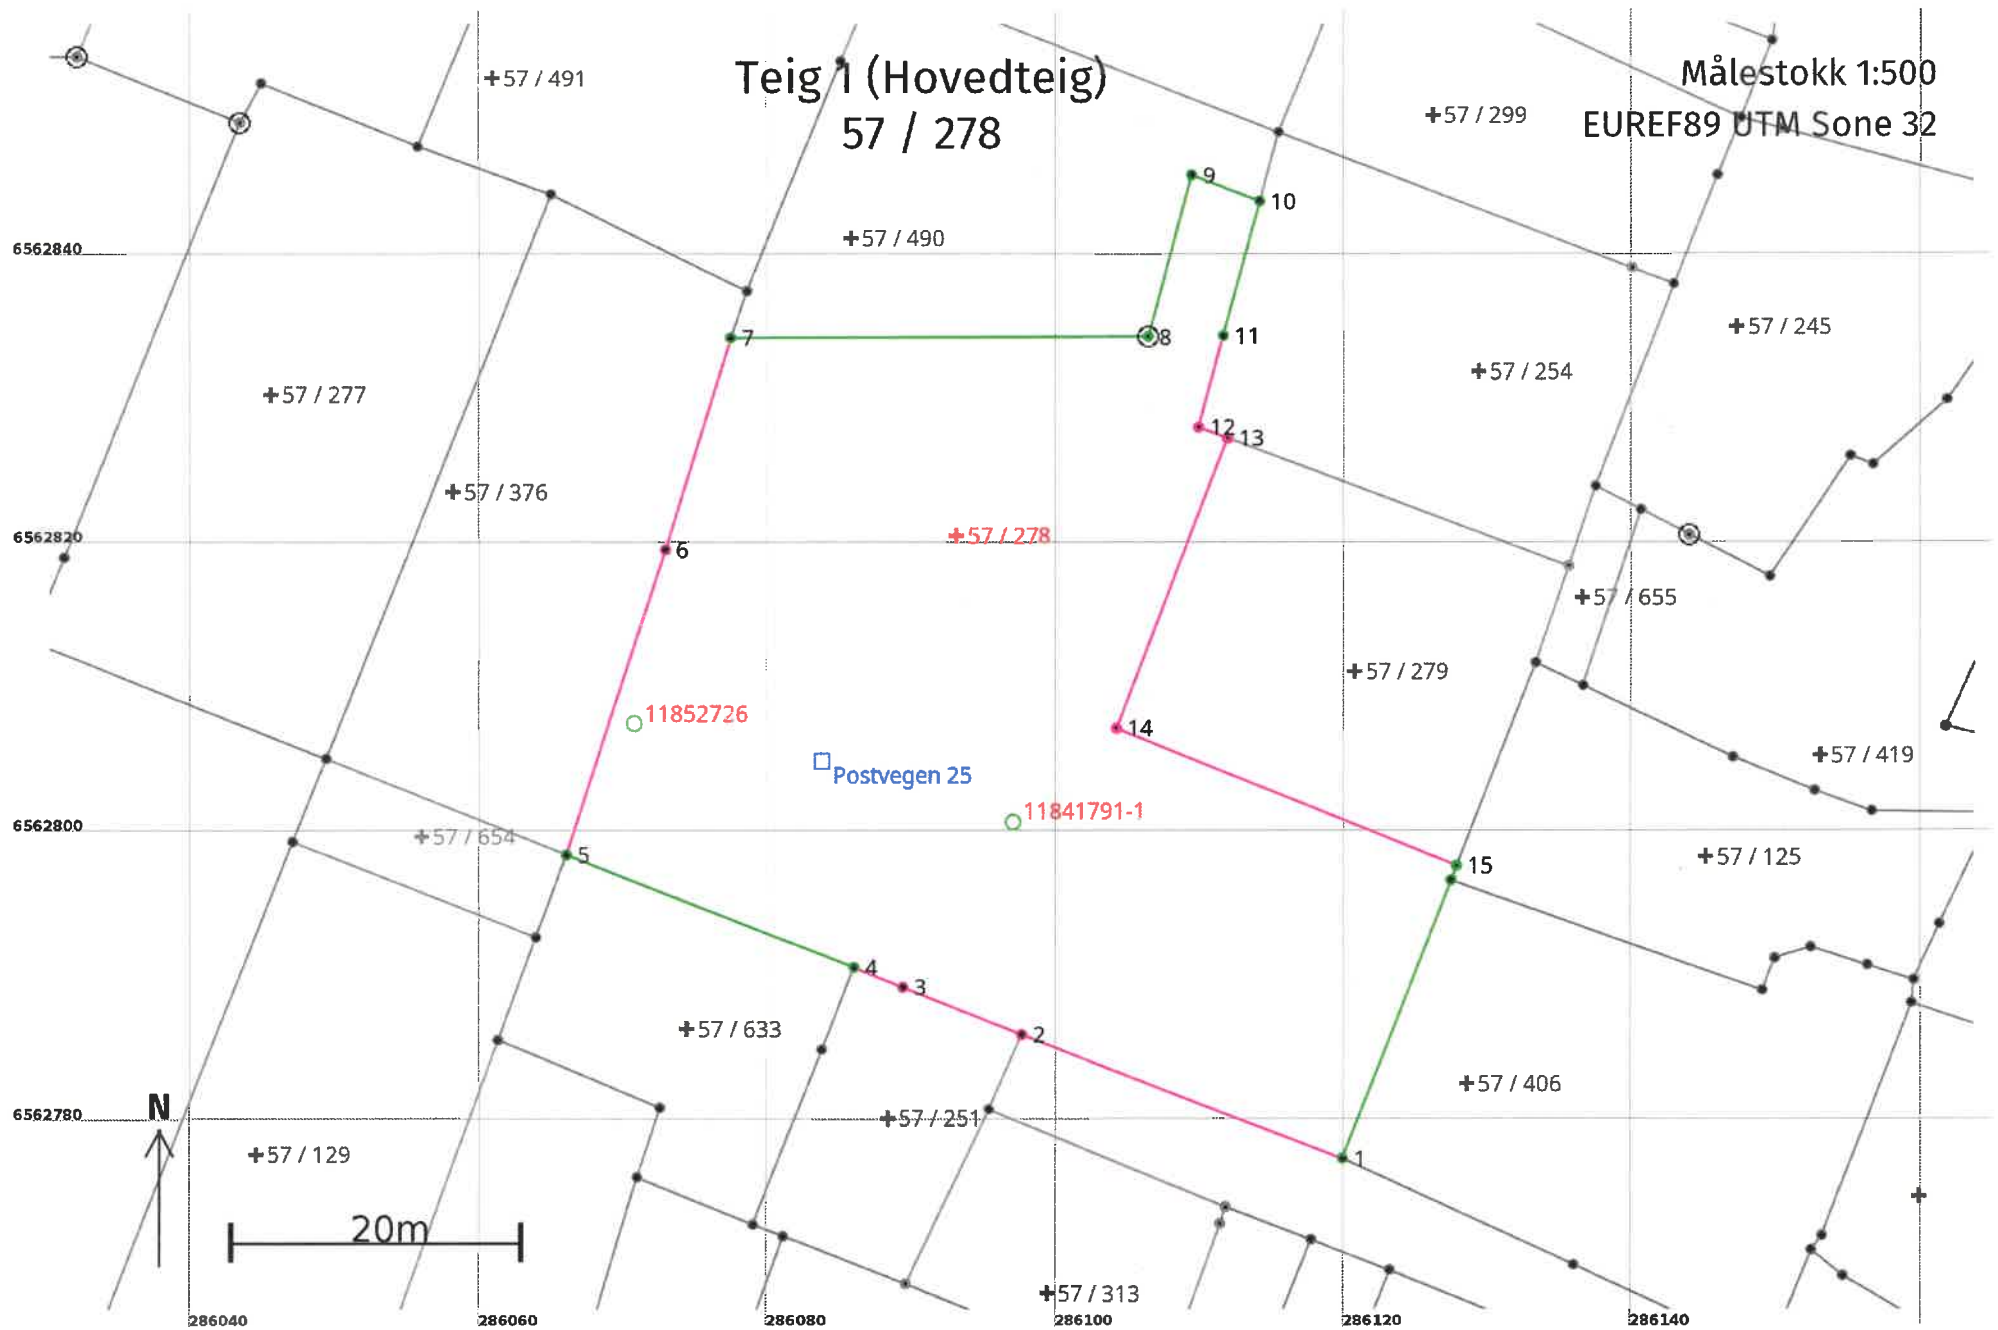 Teig 1 (Hovedteig)
57 / 278
Målestokk 1:500
EUREF89 UTM Sone 32
+57 / 491
+57 / 299
9
10
+57 / 490
6562840
+57 / 245
7
8
11
+57 / 254
+57 / 277
12
13
+57 / 376
6562820
+57 / 278
6
+57 / 655
+57 / 279
11852726
14
+57 / 419
Postvegen 25
11841791-1
6562800
+57 / 654
5
15
+57 / 125
4
3
+57 / 633
2
+57 / 406
N
6562780
+57 / 251
+57 / 129
1
20m
+57 / 313
286040
286060
286080
286100
286120
286140